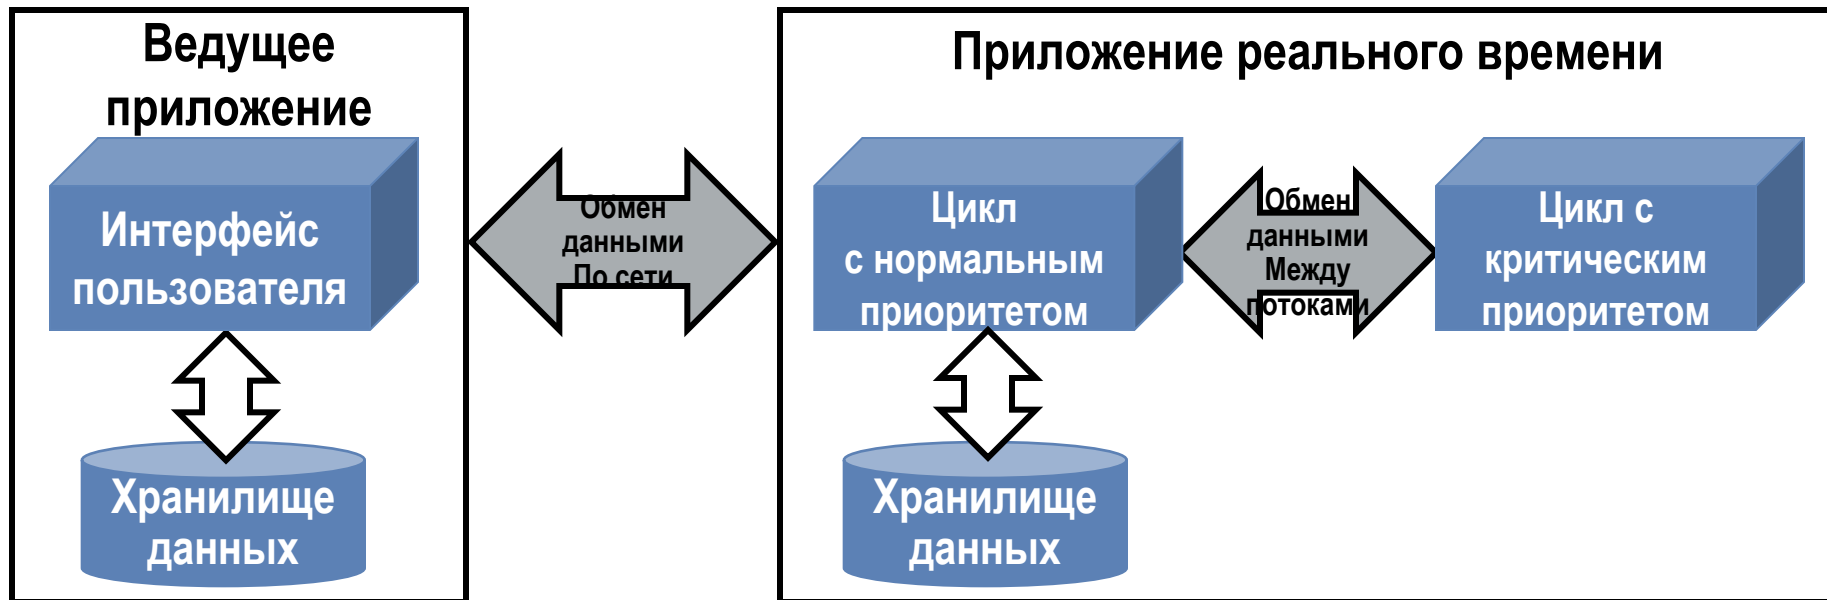 Ведущее
приложение
Интерфейс
пользователя
Хранилище
данных
Обмен
данными
По сети
Приложение реального времени
Цикл
с нормальным
приоритетом
Обмен
данными
Между
потоками
Цикл с
критическим
приоритетом
Хранилище
данных